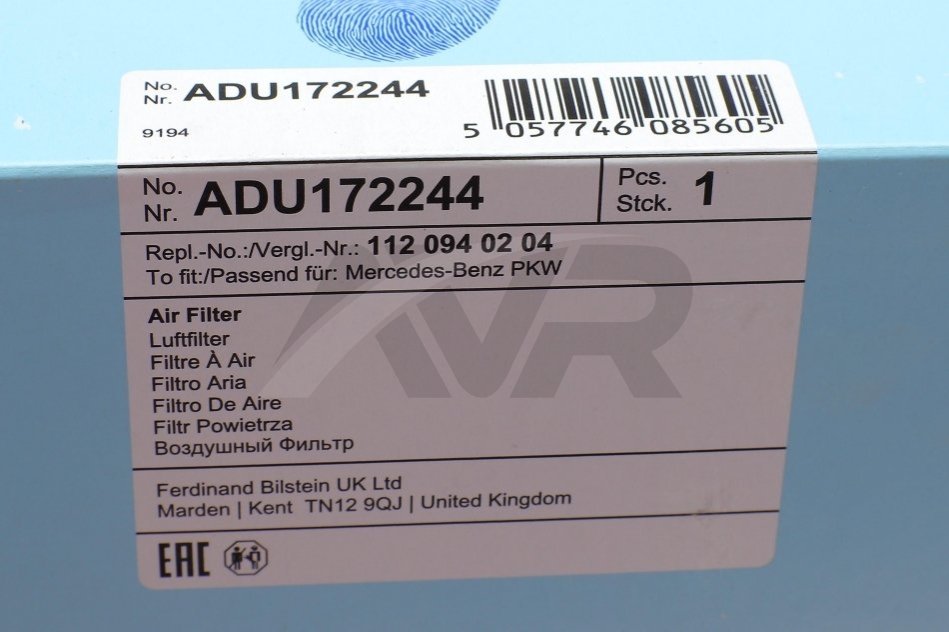 No.
Nr. ADU172244
9194
5 057746 085605
No.
Nr. ADU172244
Pcs.
Stck. 1
Repl.-No.:/Vergl.-Nr.: 112 094 02 04
To fit:/Passend für: Mercedes-Benz PKW
Air Filter
Luftfilter
Filtre À Air
Filtro Aria
Filtro De Aire
Filtr Powietrza
Воздушный Фильтр
Ferdinand Bilstein UK Ltd
Marden | Kent TN12 9QJ | United Kingdom
EAC
AVR